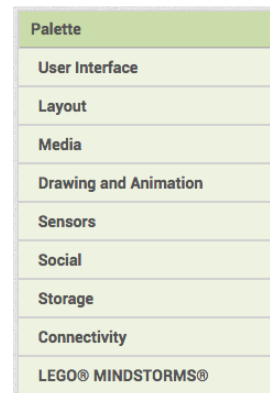 Palette
User Interface
Layout
Media
Drawing and Animation
Sensors
Social
Storage
Connectivity
LEGO® MINDSTORMS®